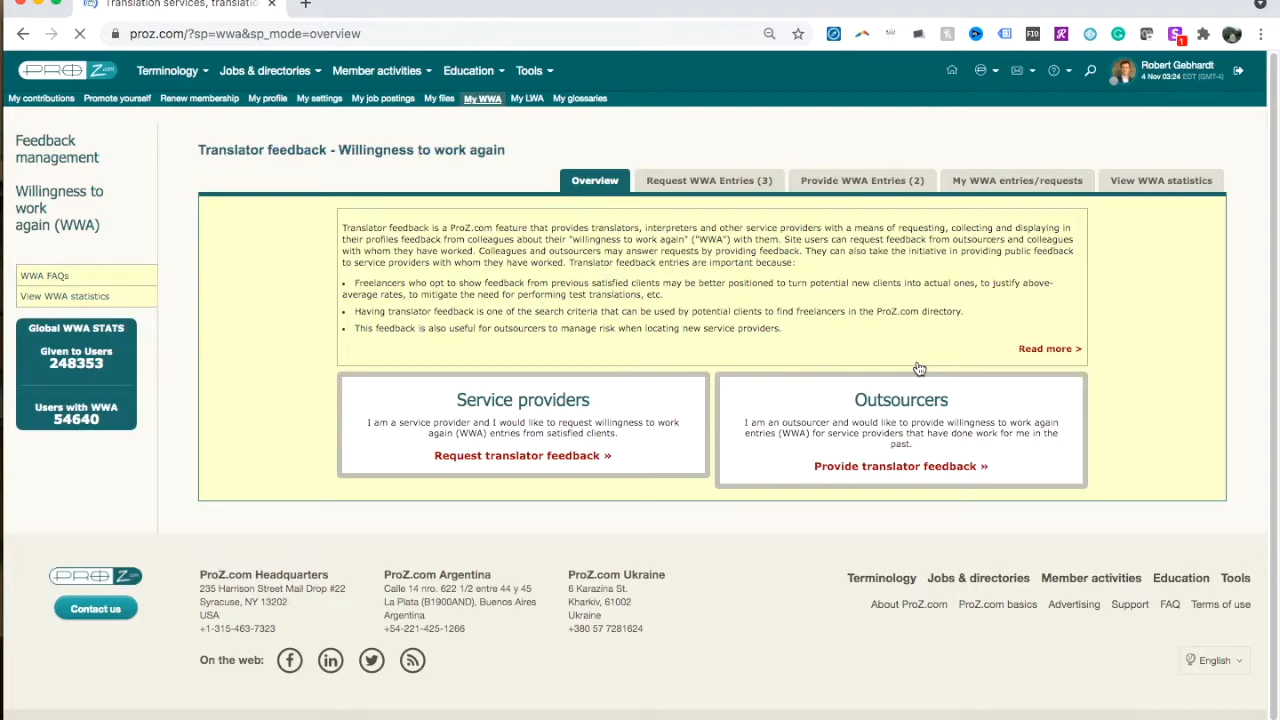 Translation services, translatio
proz.com/?sp=wwa&sp_mode=overview
FIO
1
PROZ.com
Terminology
Jobs & directories
Member activities
Education
Tools
Robert Gebhardt
4 Nov 03:24 EDT (GMT-4)
My contributions
Promote yourself
Renew membership
My profile
My settings
My job postings
My files
My WWA
My LWA
My glossaries
Feedback
management
Willingness to
work
again (WWA)
WWA FAQs
View WWA statistics
Global WWA STATS
Given to Users
248353
Users with WWA
54640
Translator feedback - Willingness to work again
Overview
Request WWA Entries (3)
Provide WWA Entries (2)
My WWA entries/requests
View WWA statistics
Translator feedback is a ProZ.com feature that provides translators, interpreters and other service providers with a means of requesting, collecting and displaying in
their profiles feedback from colleagues about their "willingness to work again" ("WWA") with them. Site users can request feedback from outsourcers and colleagues
with whom they have worked. Colleagues and outsourcers may answer requests by providing feedback. They can also take the initiative in providing public feedback
to service providers with whom they have worked. Translator feedback entries are important because:
• Freelancers who opt to show feedback from previous satisfied clients may be better positioned to turn potential new clients into actual ones, to justify above-
average rates, to mitigate the need for performing test translations, etc.
• Having translator feedback is one of the search criteria that can be used by potential clients to find freelancers in the ProZ.com directory.
• This feedback is also useful for outsourcers to manage risk when locating new service providers.
Read more >
Service providers
I am a service provider and I would like to request willingness to work
again (WWA) entries from satisfied clients.
Request translator feedback »
Outsourcers
I am an outsourcer and would like to provide willingness to work again
entries (WWA) for service providers that have done work for me in the
past.
Provide translator feedback »
PROZ.com
Contact us
ProZ.com Headquarters
235 Harrison Street Mail Drop #22
Syracuse, NY 13202
USA
+1-315-463-7323
ProZ.com Argentina
Calle 14 nro. 622 1/2 entre 44 y 45
La Plata (B1900AND), Buenos Aires
Argentina
+54-221-425-1266
ProZ.com Ukraine
6 Karazina St.
Kharkiv, 61002
Ukraine
+380 57 7281624
On the web:
Terminology
Jobs & directories
Member activities
Education
Tools
About ProZ.com
ProZ.com basics
Advertising
Support
FAQ
Terms of use
English